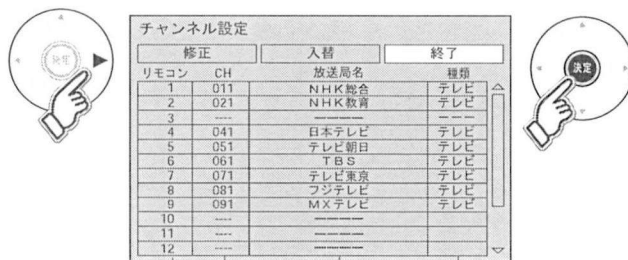 チャンネル設定
修正 入替 終了
リモコン CH 放送局名 種類
1 011 NHK総合 テレビ
2 021 NHK教育 テレビ
3 ---- ―――― ---
4 041 日本テレビ テレビ
5 051 テレビ朝日 テレビ
6 061 TBS テレビ
7 071 テレビ東京 テレビ
8 081 フジテレビ テレビ
9 091 MXテレビ テレビ
10 ---- ――――
11 ---- ――――
12 ---- ――――
決定